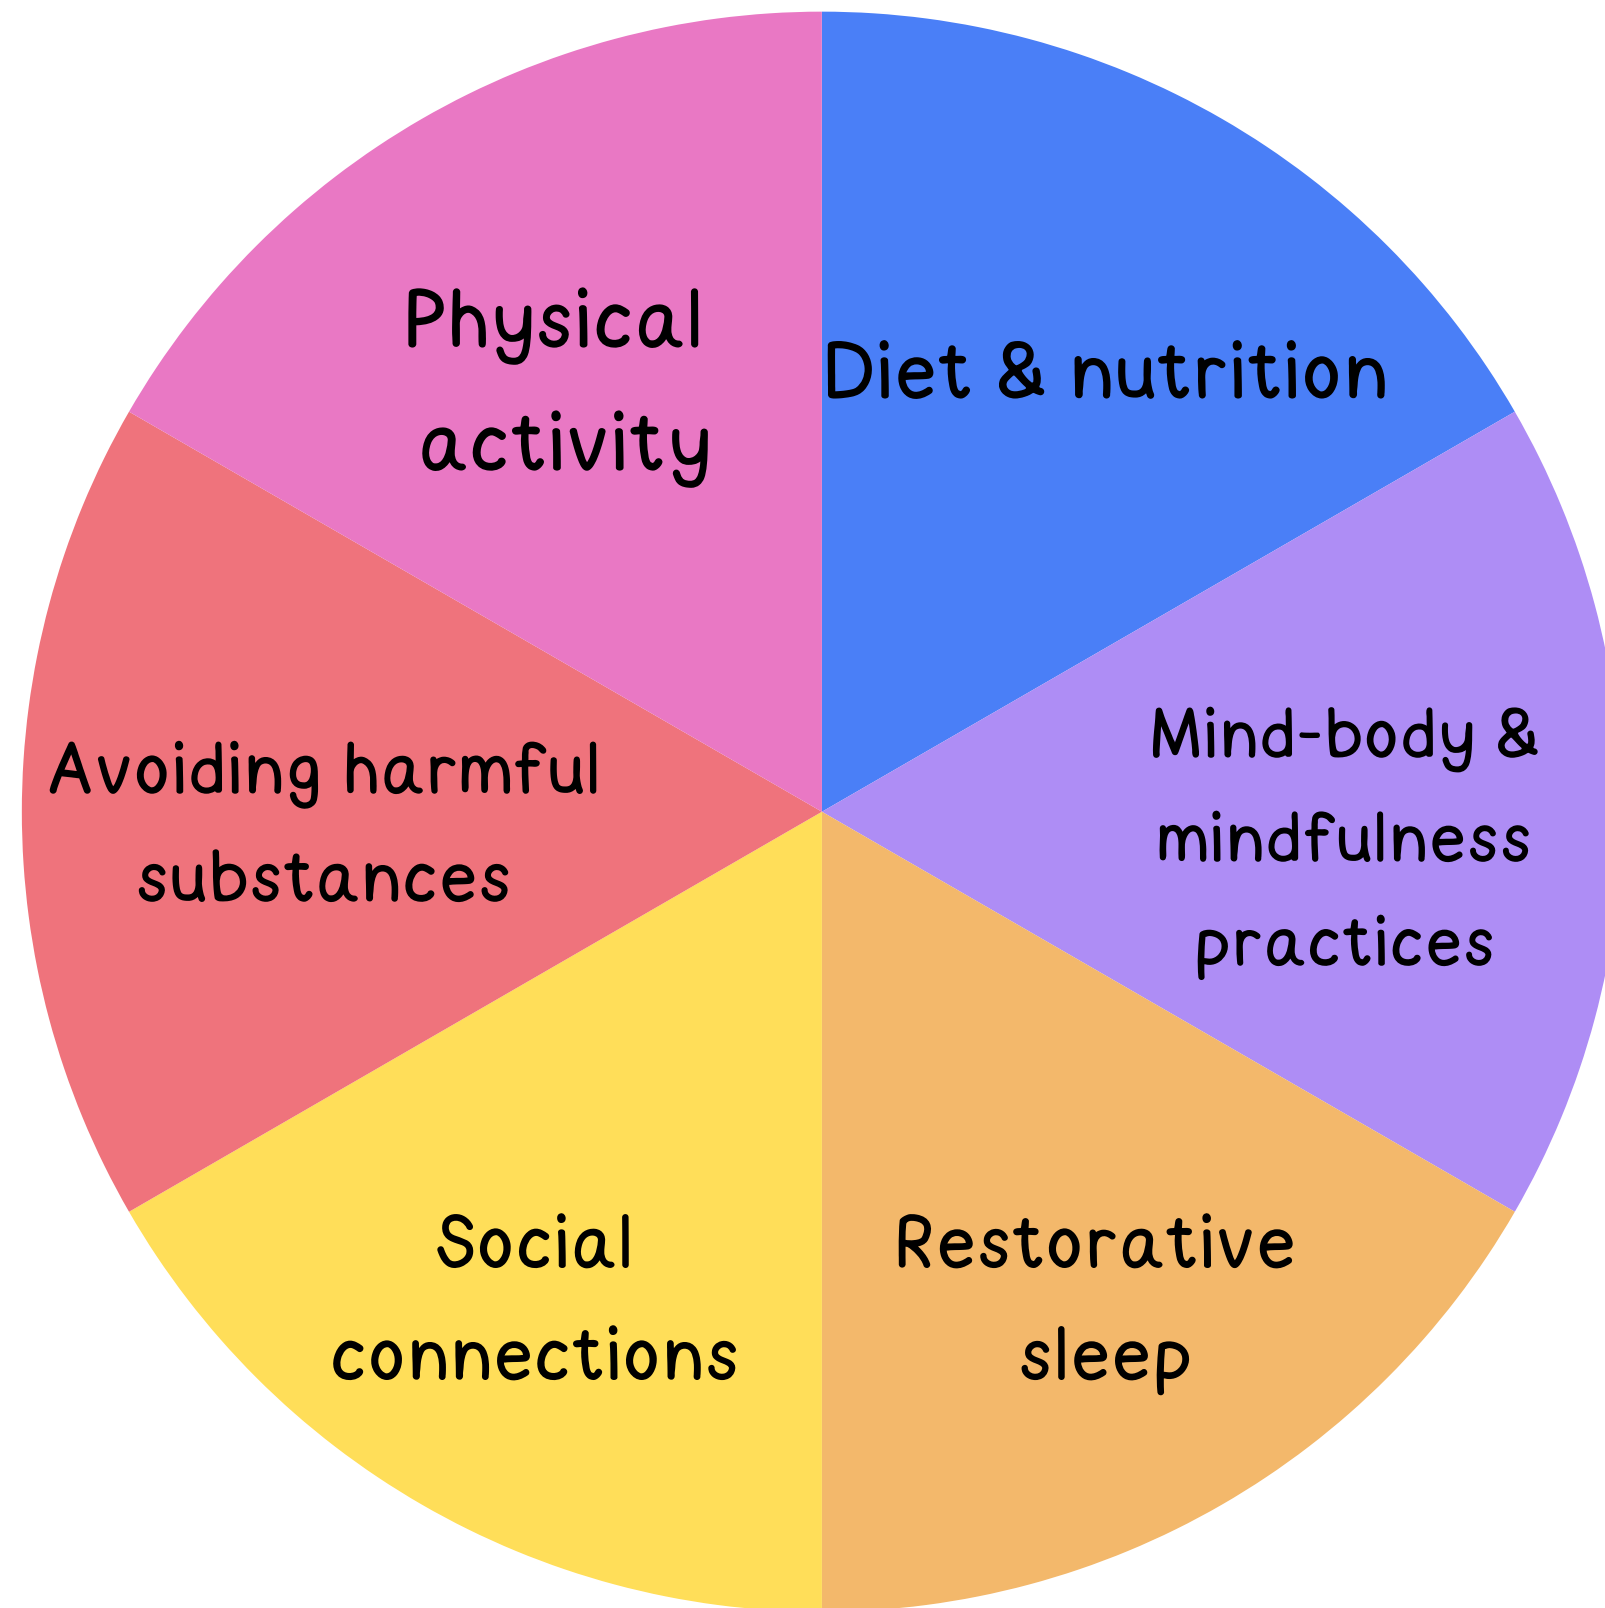 Physical
activity
Diet & nutrition
Mind-body &
mindfulness
practices
Avoiding harmful
substances
Social
connections
Restorative
sleep